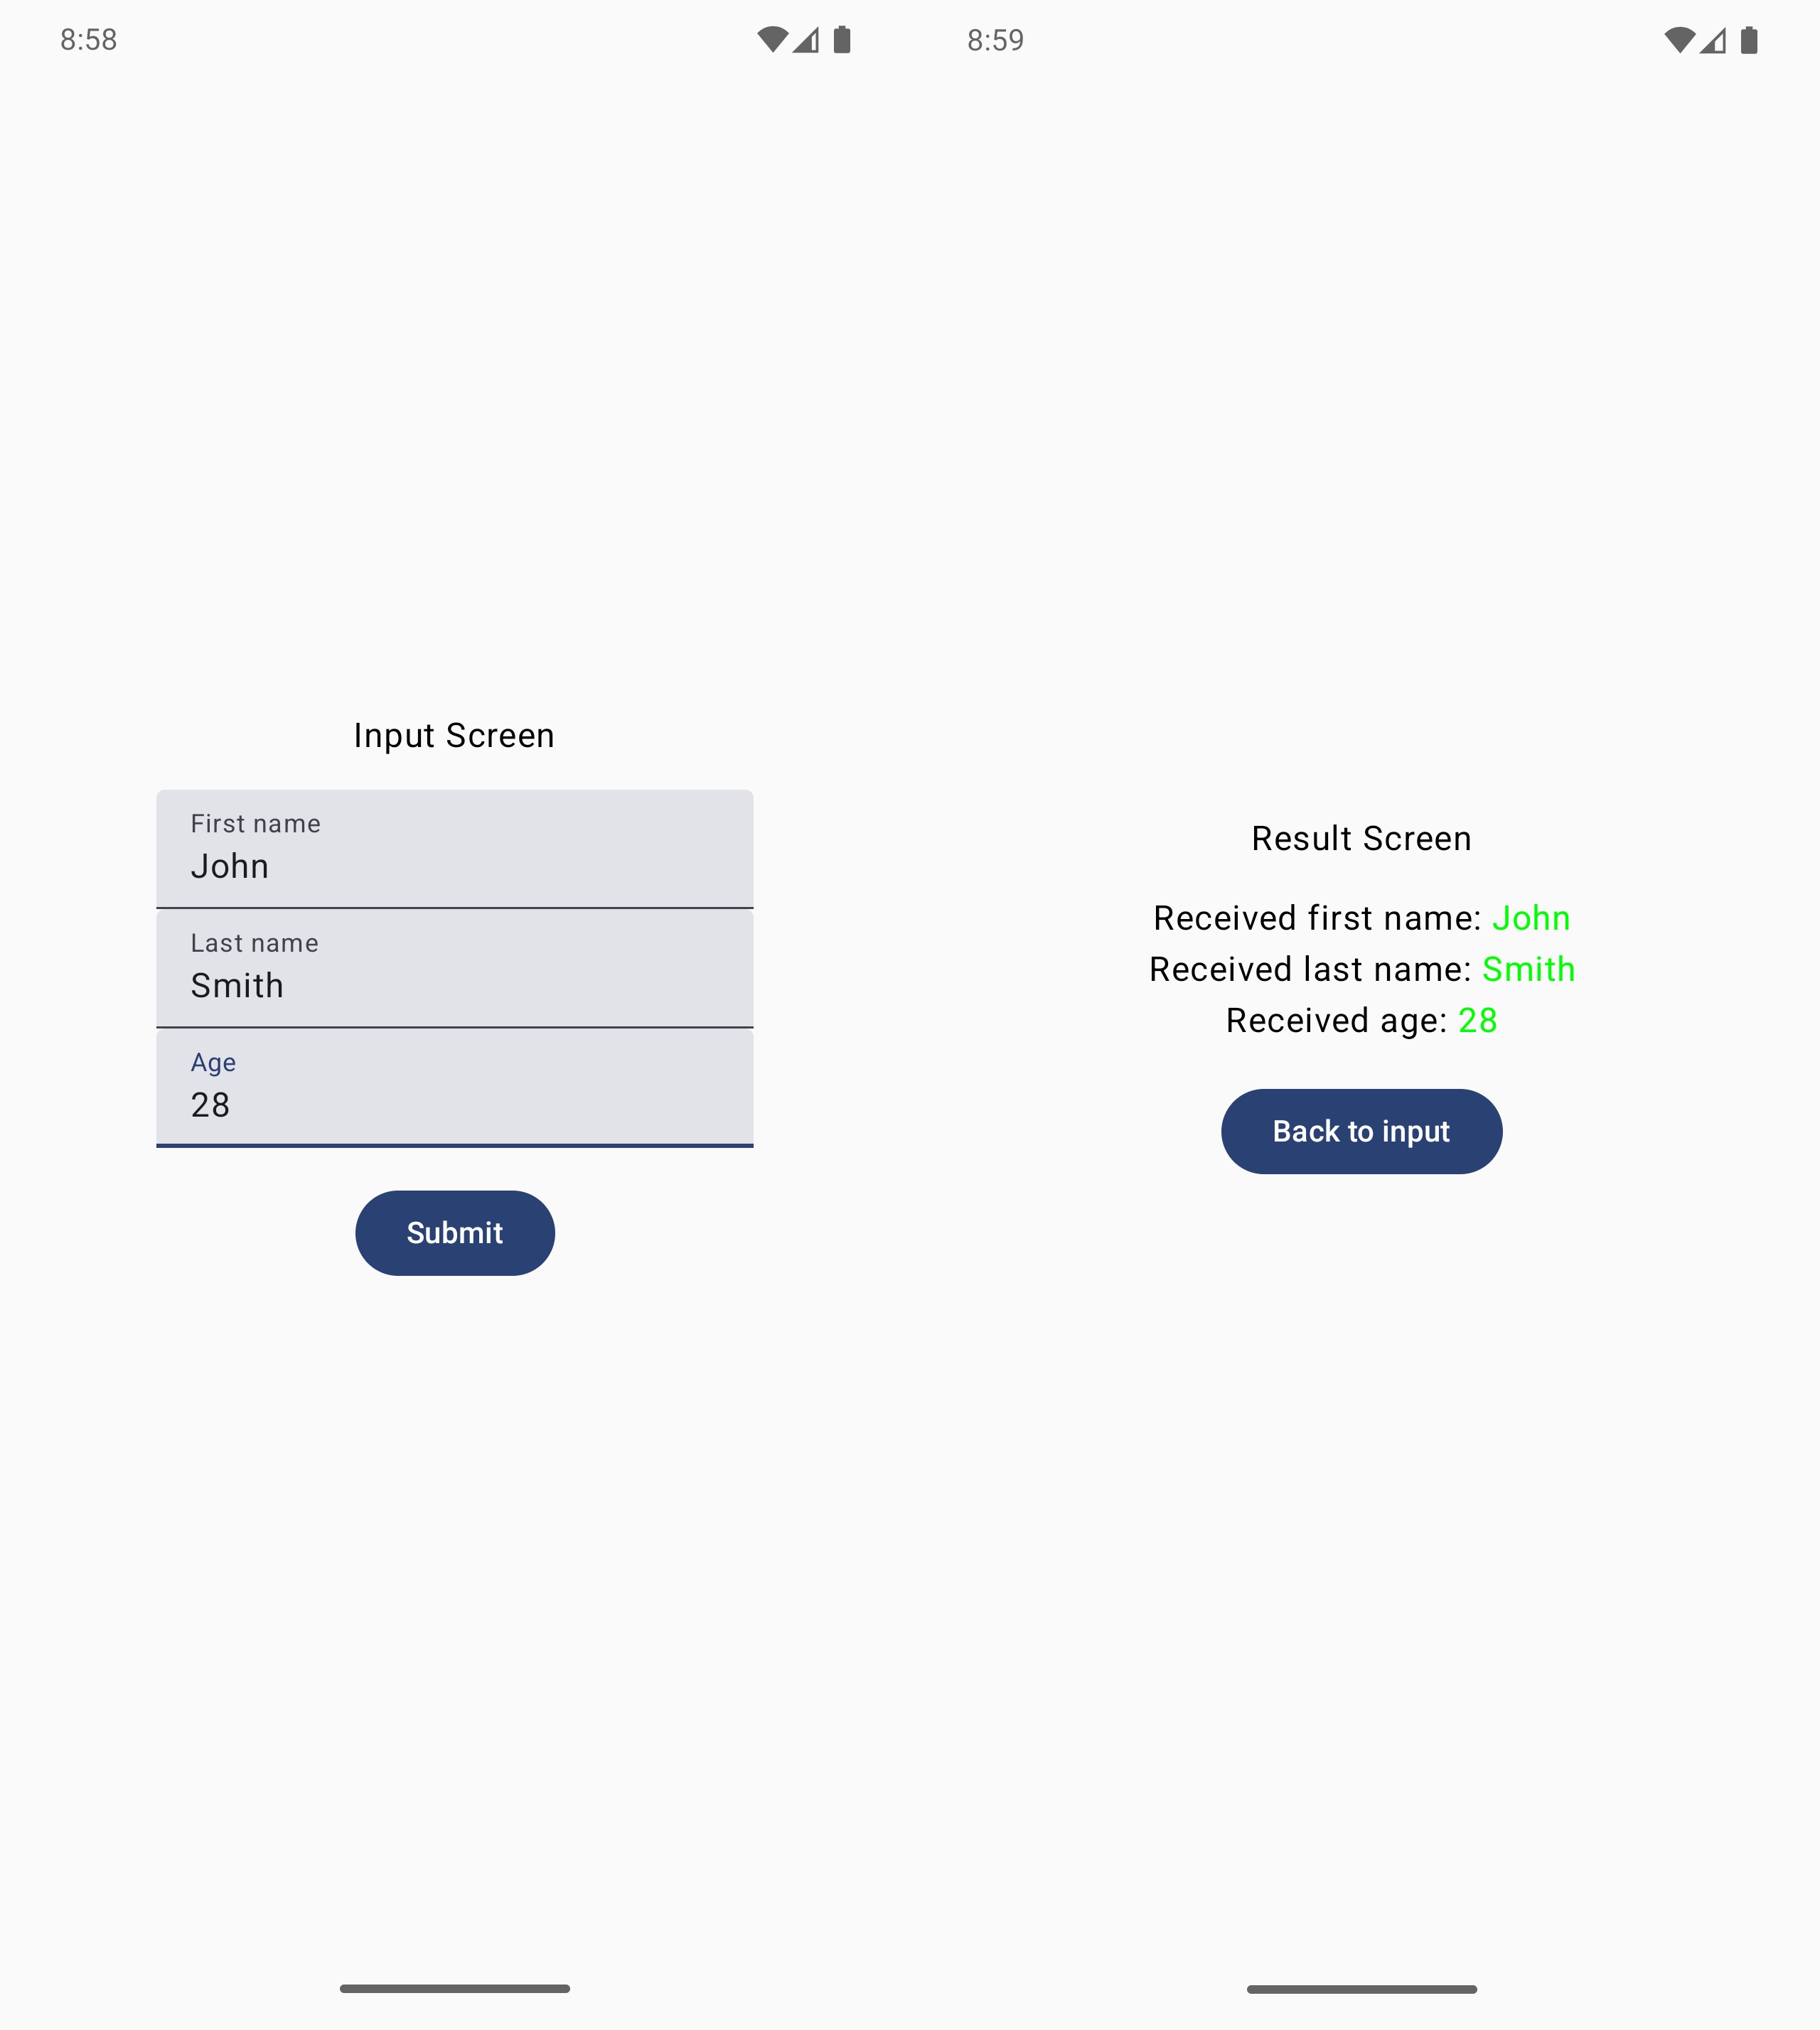 8:58
Input Screen
First name
John
Last name
Smith
Age
28
Submit
8:59
Result Screen
Received first name: John
Received last name: Smith
Received age: 28
Back to input